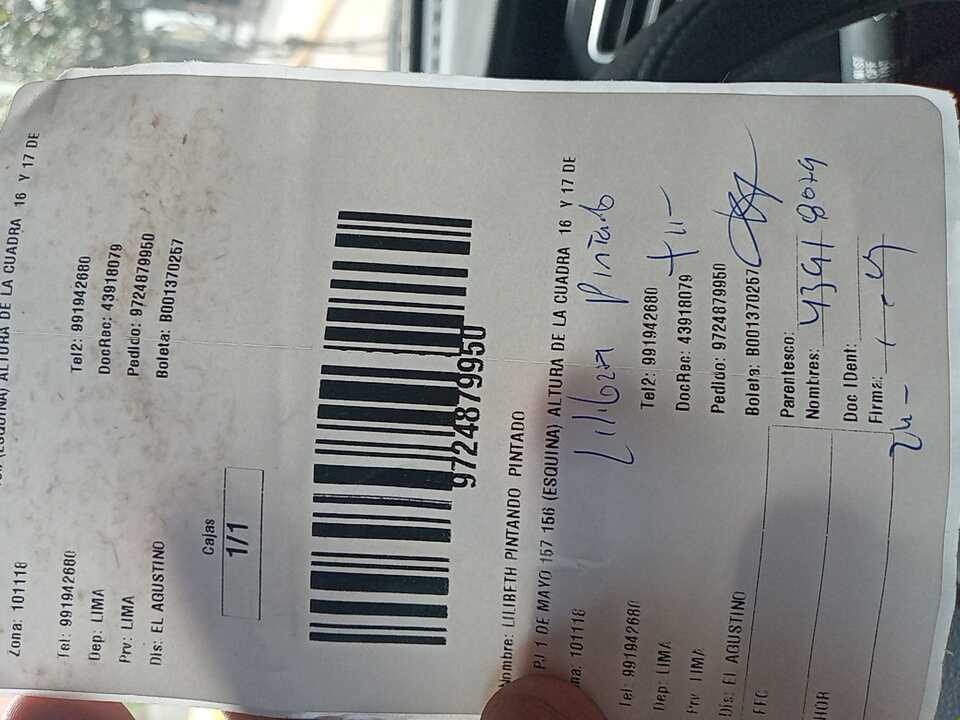 ALTURA DE LA CUADRA 16 Y 17 DE
Zona: 101118
Tel: 991942680
Tel2: 991942680
Dep: LIMA
DocRec: 43918079
Prv: LIMA
Pedido: 9724879950
Dis: EL AGUSTINO
Boleta: B001370257
Cajas
1/1
9724879950
Nombre: LILIBETH PINTANDO PINTADO
PJ 1 DE MAYO 157 156 (ESQUINA) ALTURA DE LA CUADRA 16 Y 17 DE
na: 101118
Pintado
Tel: 991942680
Tel2: 991942680
Dep: LIMA
DocRec: 43918079
Prv: LIMA
Pedido: 9724879950
Dis: EL AGUSTINO
Boleta: B001370257
FEC
Parentesco:
HOR
Nombres: 43918079
Doc IDent:
Firma: